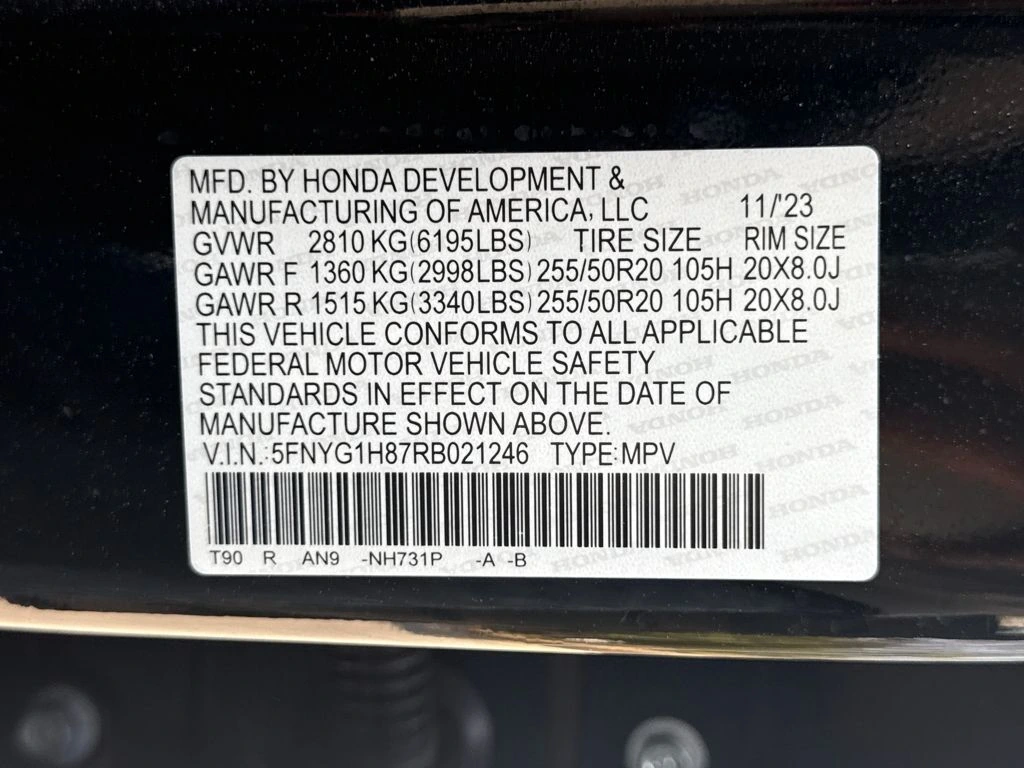 MFD. BY HONDA DEVELOPMENT &
MANUFACTURING OF AMERICA, LLC 11/'23
GVWR 2810 KG(6195LBS) TIRE SIZE RIM SIZE
GAWR F 1360 KG(2998LBS) 255/50R20 105H 20X8.0J
GAWR R 1515 KG(3340LBS) 255/50R20 105H 20X8.0J
THIS VEHICLE CONFORMS TO ALL APPLICABLE
FEDERAL MOTOR VEHICLE SAFETY
STANDARDS IN EFFECT ON THE DATE OF
MANUFACTURE SHOWN ABOVE.
V.I.N.:5FNYG1H87RB021246 TYPE:MPV
T90 R AN9 -NH731P -A -B